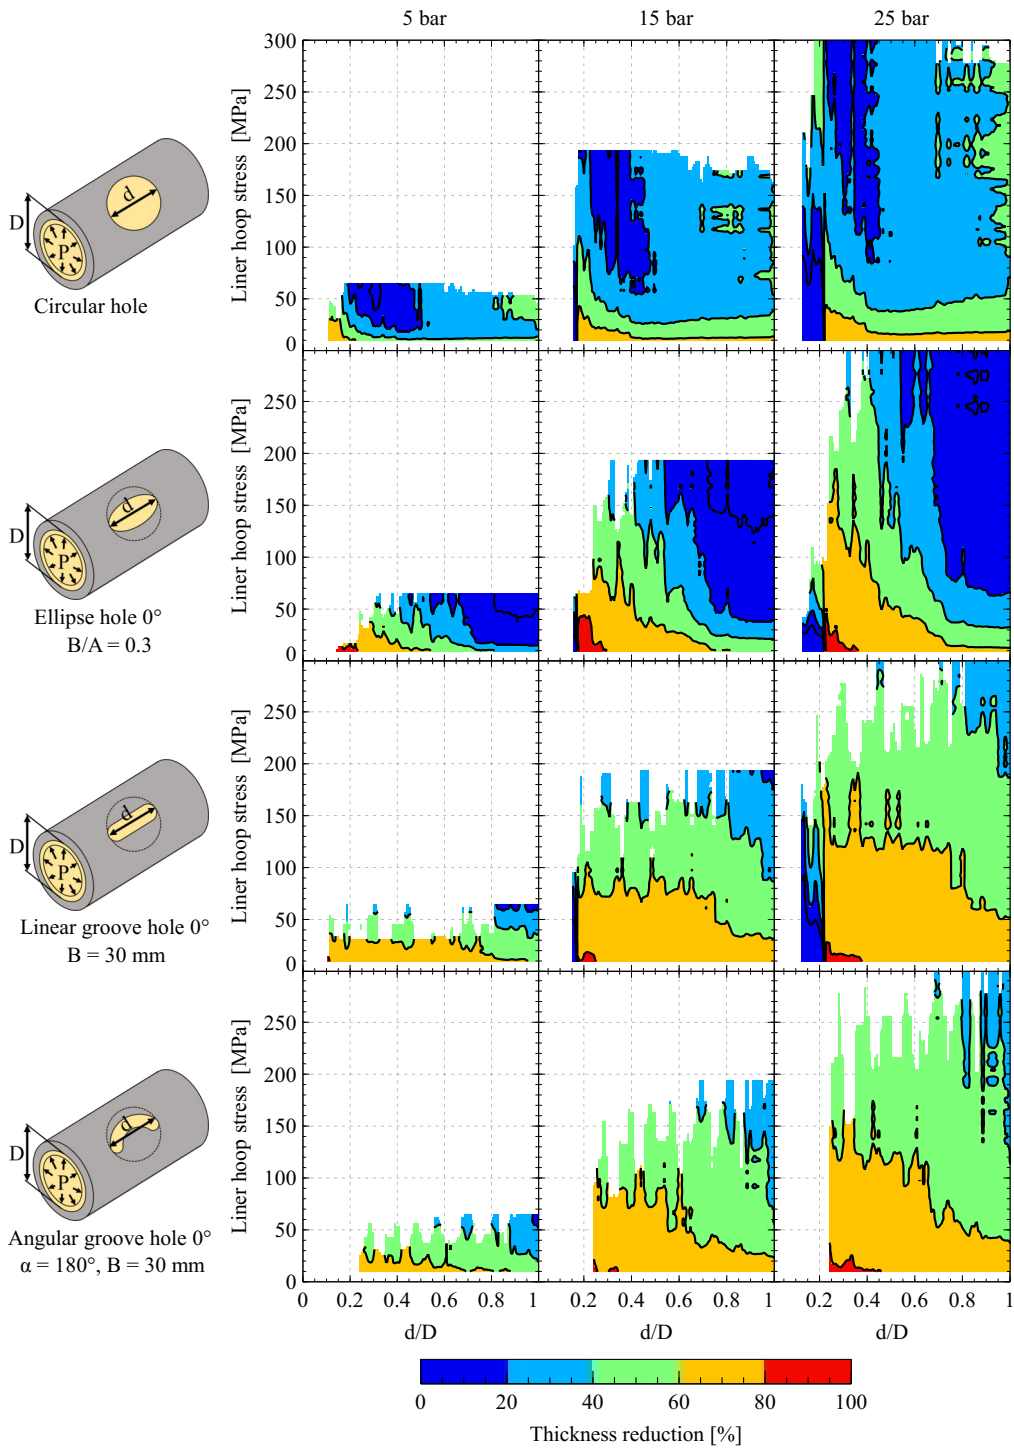 5 bar 15 bar 25 bar
300
250
200
150
100
50
0
Liner hoop stress [MPa]
D
P
d
Circular hole
250
200
150
100
50
0
Liner hoop stress [MPa]
D
P
d
Ellipse hole 0°
B/A = 0.3
250
200
150
100
50
0
Liner hoop stress [MPa]
D
P
d
Linear groove hole 0°
B = 30 mm
250
200
150
100
50
0
Liner hoop stress [MPa]
D
P
d
Angular groove hole 0°
α = 180°, B = 30 mm
0 0.2 0.4 0.6 0.8 1 0.2 0.4 0.6 0.8 1 0.2 0.4 0.6 0.8 1
d/D d/D d/D
0 20 40 60 80 100
Thickness reduction [%]